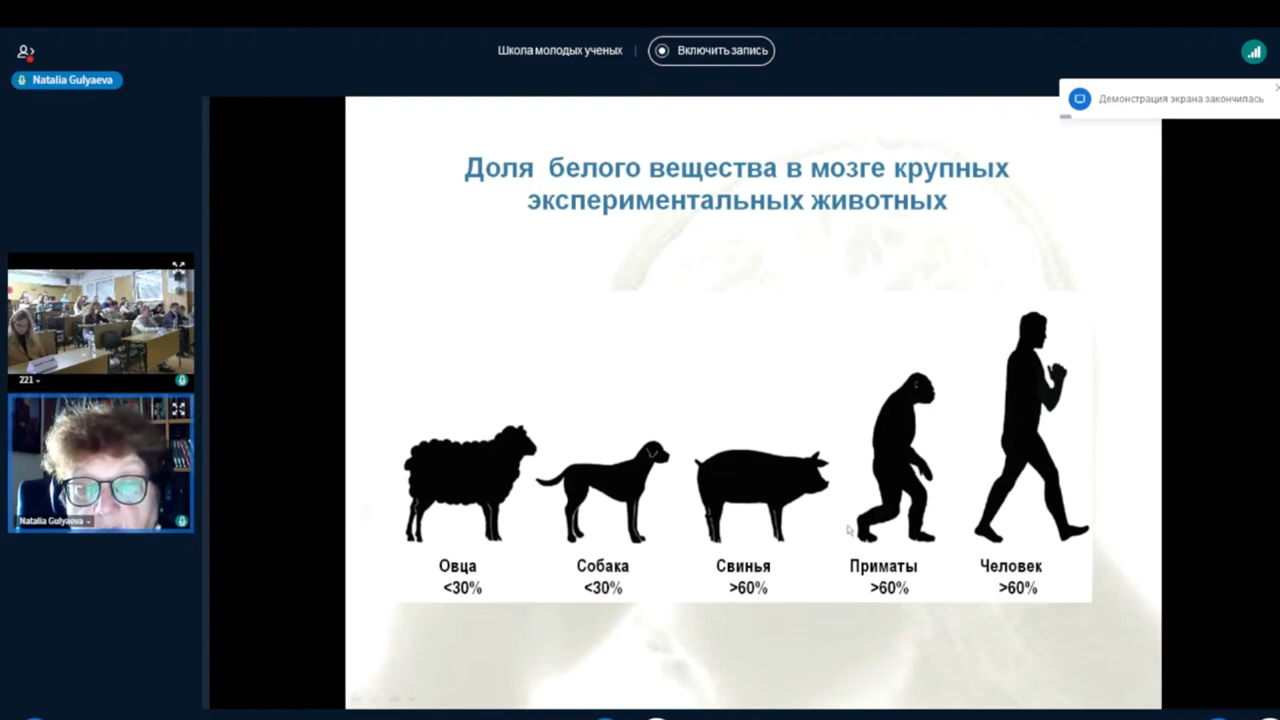 Школа молодых ученых
Включить запись
Natalia Gulyaeva
Демонстрация экрана закончилась
Доля белого вещества в мозге крупных
экспериментальных животных
221
Natalia Gulyaeva
Овца
<30%
Собака
<30%
Свинья
>60%
Приматы
>60%
Человек
>60%